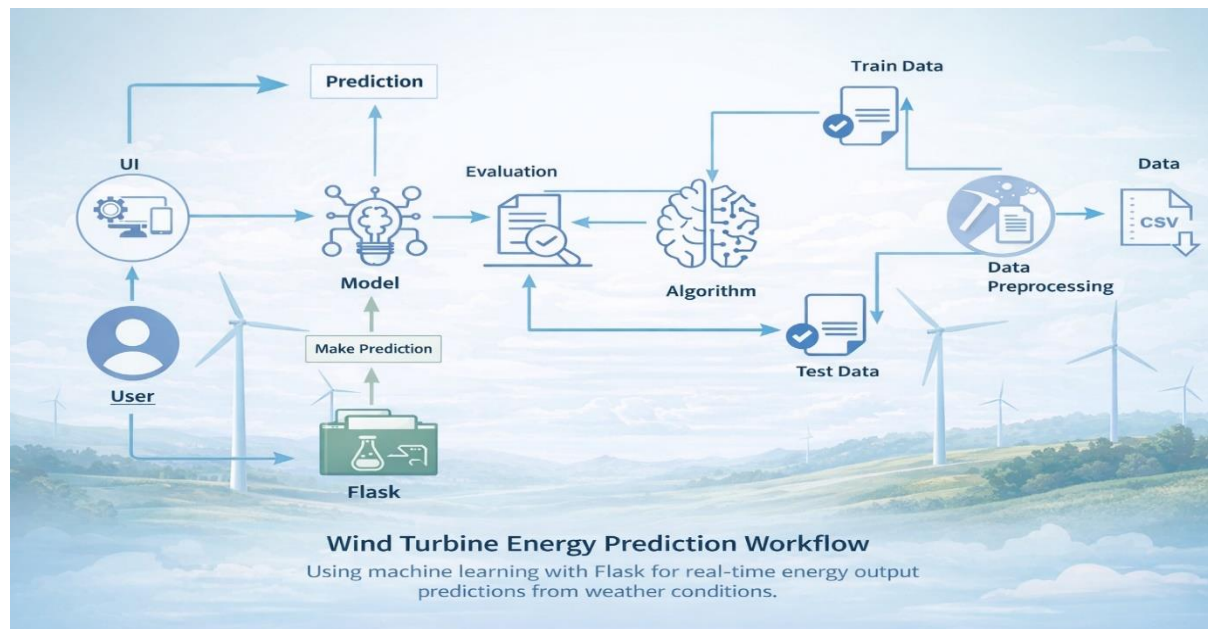 Train Data
Prediction
UI
Evaluation
Data
CSV
Model
Algorithm
Data
Preprocessing
Make Prediction
Test Data
User
Flask
Wind Turbine Energy Prediction Workflow
Using machine learning with Flask for real-time energy output
predictions from weather conditions.